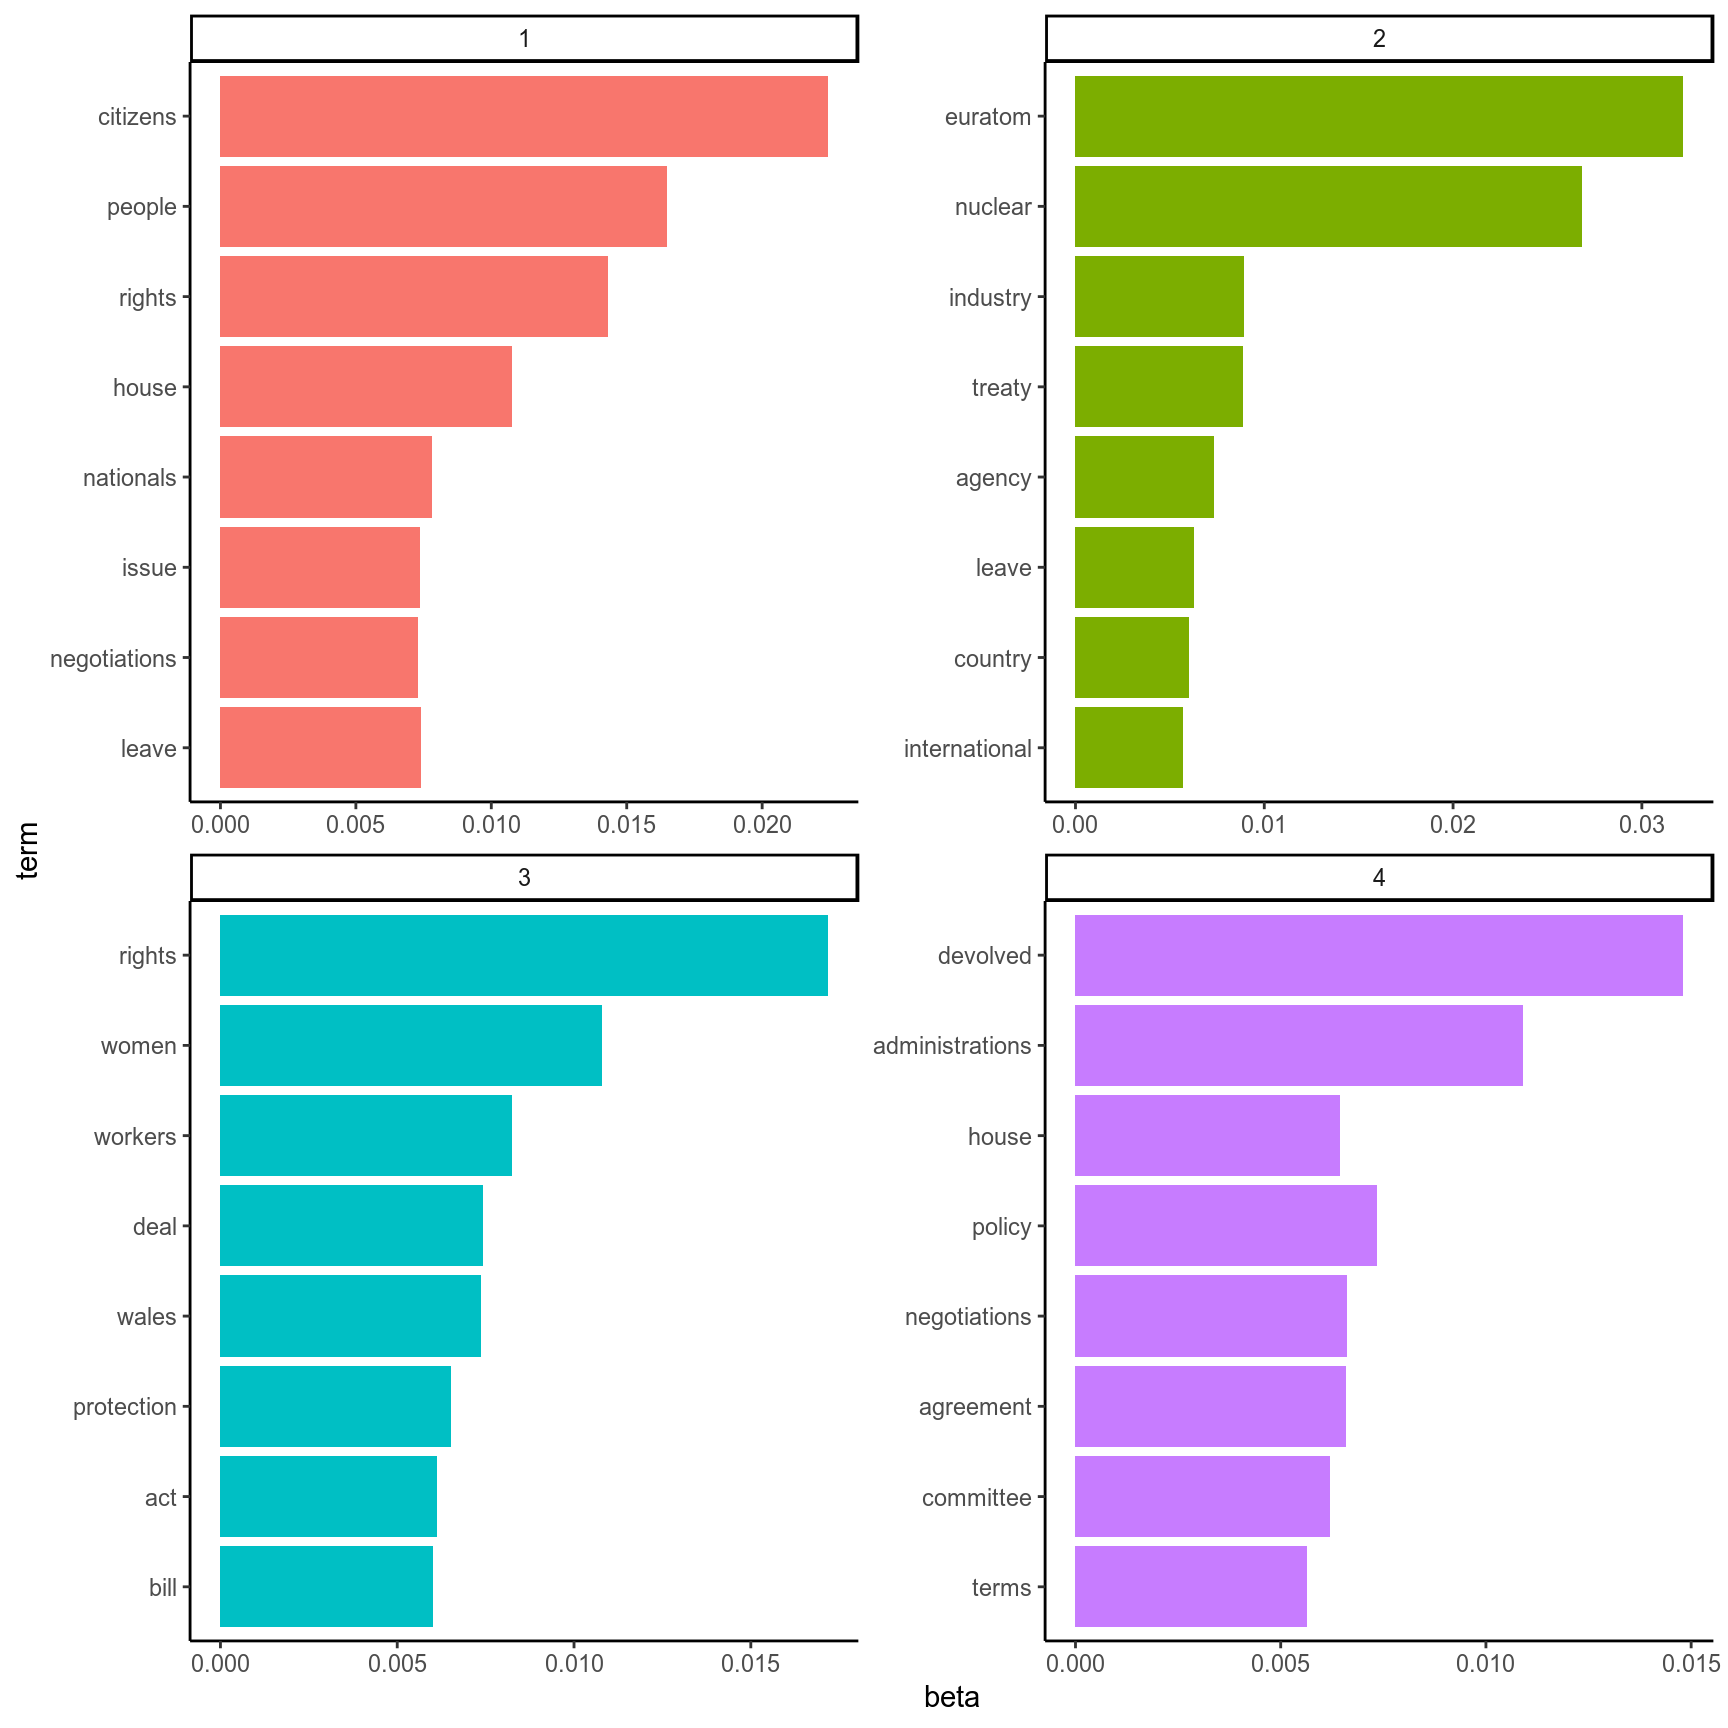 1
citizens
people
rights
house
nationals
issue
negotiations
leave
0.000 0.005 0.010 0.015 0.020
2
euratom
nuclear
industry
treaty
agency
leave
country
international
0.00 0.01 0.02 0.03
term
3
rights
women
workers
deal
wales
protection
act
bill
0.000 0.005 0.010 0.015
4
devolved
administrations
house
policy
negotiations
agreement
committee
terms
0.000 0.005 0.010 0.015
beta